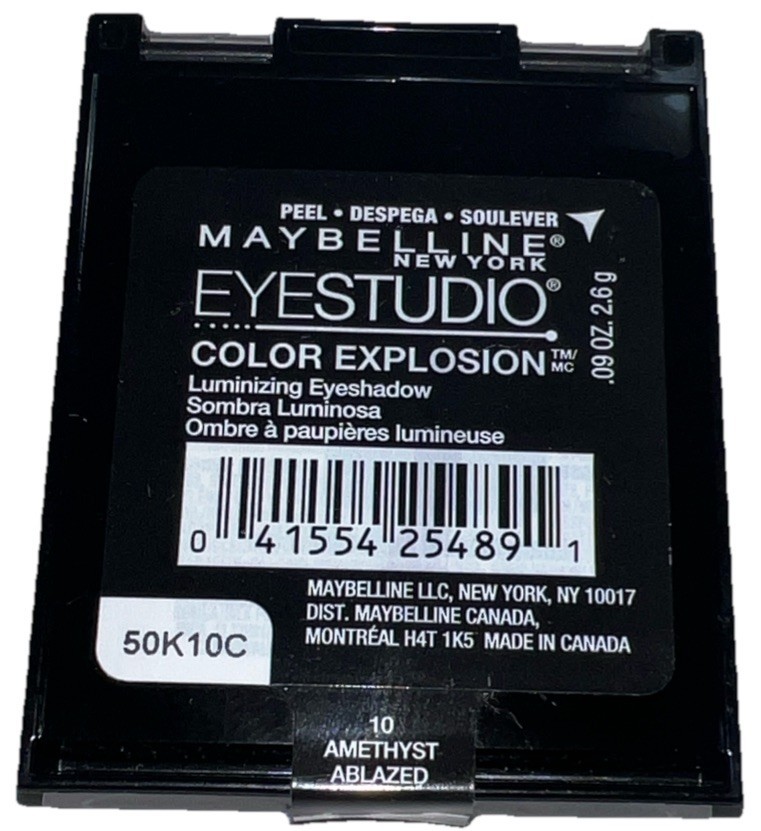 PEEL • DESPEGA • SOULEVER
MAYBELLINE®
NEW YORK
EYESTUDIO®
COLOR EXPLOSION TM/MC
.09 OZ. 2.6 g
Luminizing Eyeshadow
Sombra Luminosa
Ombre à paupières lumineuse
0 41554 25489 1
MAYBELLINE LLC, NEW YORK, NY 10017
DIST. MAYBELLINE CANADA,
MONTRÉAL H4T 1K5 MADE IN CANADA
50K10C
10
AMETHYST
ABLAZED